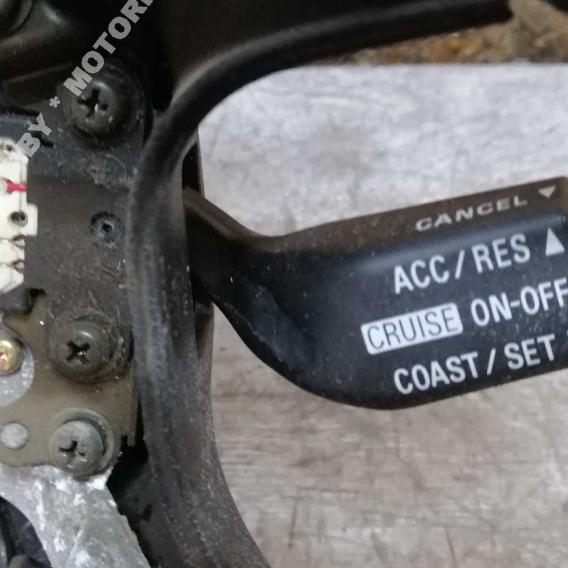 BY * MOTOR
CANCEL ▼
ACC/RES ▲
CRUISE ON-OFF
COAST/SET